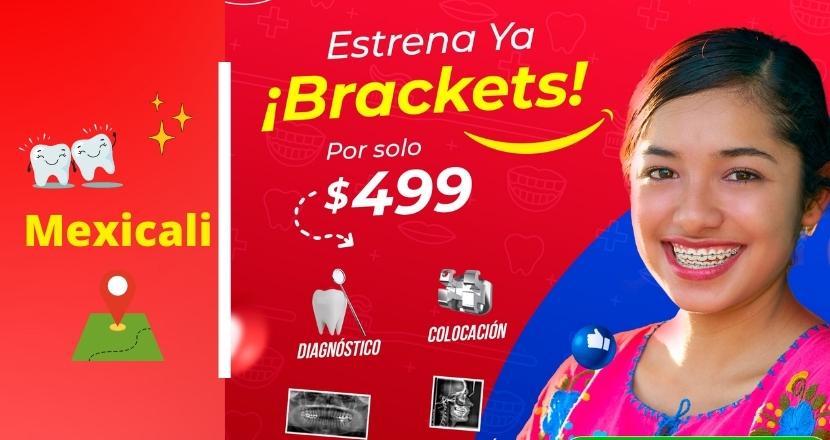 Mexicali
Estrena Ya
¡Brackets!
Por solo
$499
DIAGNÓSTICO
COLOCACIÓN